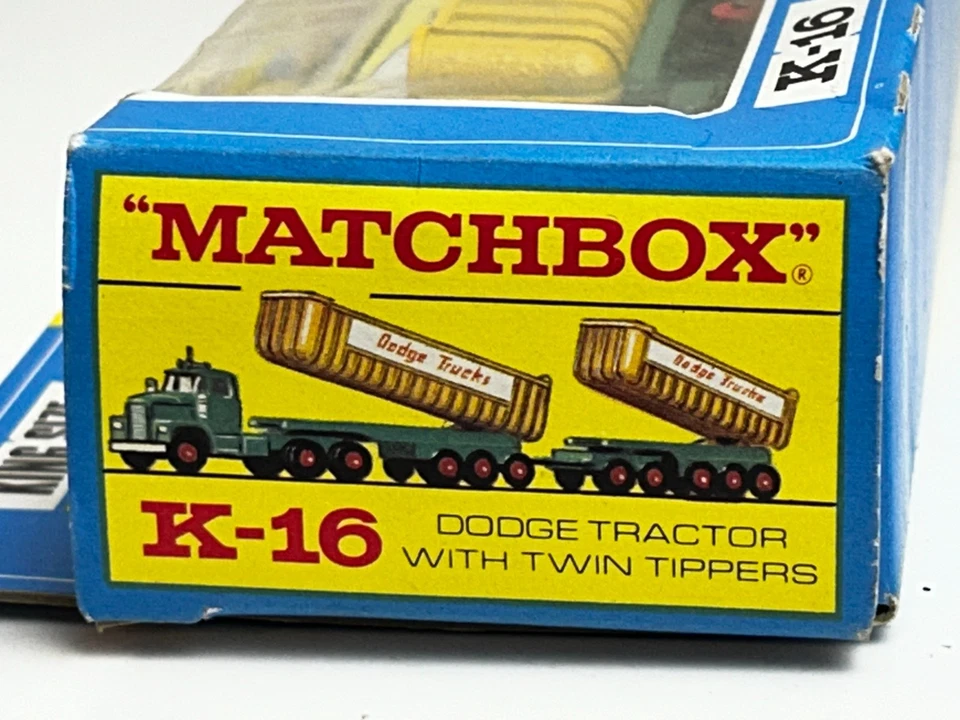 K-16
"MATCHBOX"®
Dodge Trucks
Dodge Trucks
K-16
DODGE TRACTOR
WITH TWIN TIPPERS